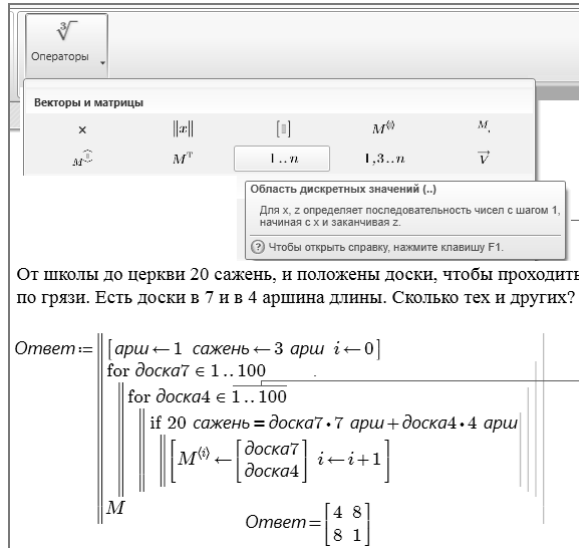 ∛
Операторы
Векторы и матрицы
× ‖x‖ [▯] M⟨▯⟩ M.
M^▯ Mᵀ 1..n 1,3..n V⃗
Область дискретных значений (..)
Для x, z определяет последовательность чисел с шагом 1,
начиная с x и заканчивая z.
Чтобы открыть справку, нажмите клавишу F1.
От школы до церкви 20 сажень, и положены доски, чтобы проходить
по грязи. Есть доски в 7 и в 4 аршина длины. Сколько тех и других?
Ответ:= [арш←1 сажень←3 арш i←0]
for доска7 ∈ 1..100
for доска4 ∈ 1..100
if 20 сажень = доска7•7 арш + доска4•4 арш
[M⟨i⟩ ← [доска7 доска4] i←i+1]
M
Ответ = [4 8
8 1]